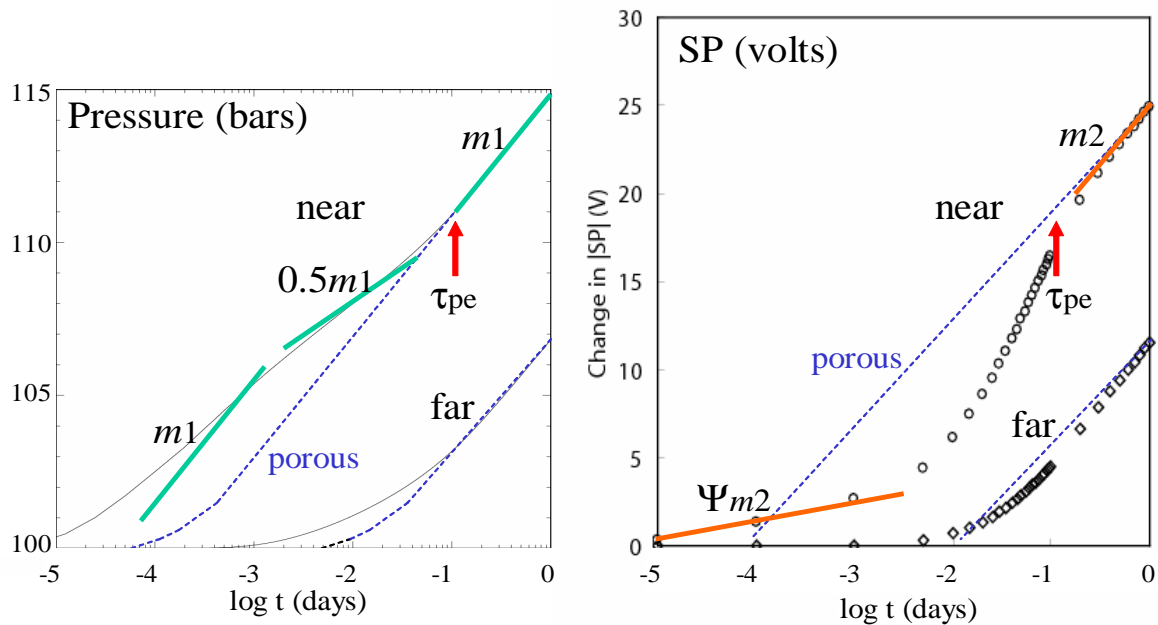 Pressure (bars)
115
110
105
100
m1
near
0.5m1
τpe
m1
far
porous
-5 -4 -3 -2 -1 0
log t (days)
SP (volts)
30
25
20
15
10
5
0
Change in |SP| (V)
m2
near
τpe
porous
far
Ψm2
-5 -4 -3 -2 -1 0
log t (days)